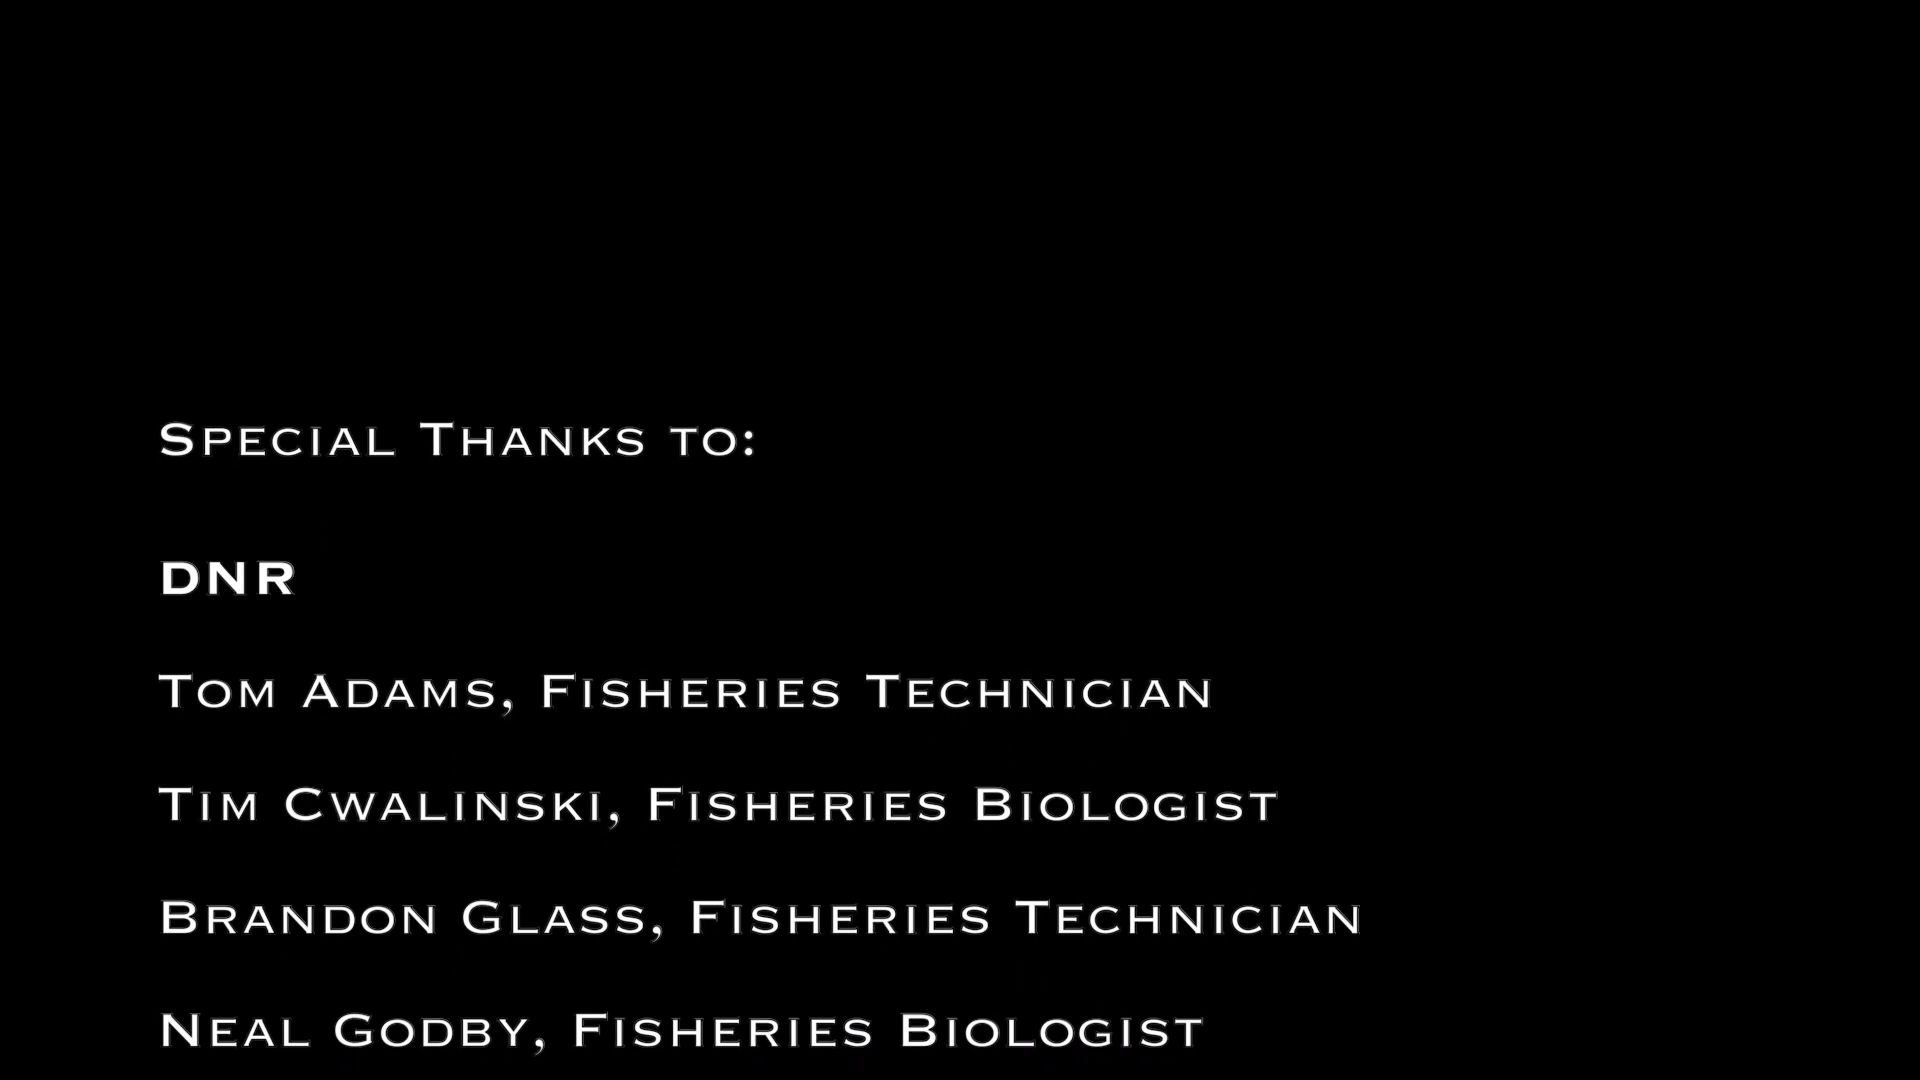 Special Thanks to:
DNR
Tom Adams, Fisheries Technician
Tim Cwalinski, Fisheries Biologist
Brandon Glass, Fisheries Technician
Neal Godby, Fisheries Biologist